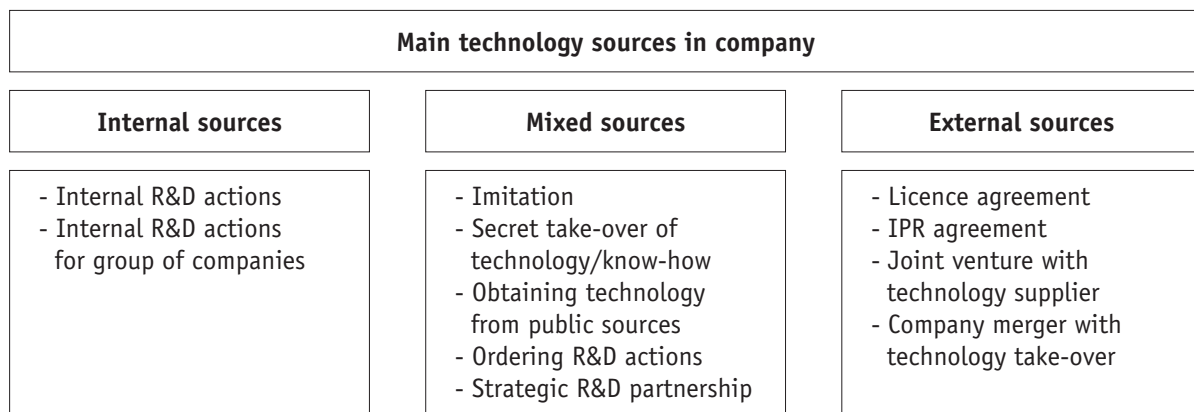 Main technology sources in company
Internal sources
- Internal R&D actions
- Internal R&D actions
for group of companies
Mixed sources
- Imitation
- Secret take-over of
technology/know-how
- Obtaining technology
from public sources
- Ordering R&D actions
- Strategic R&D partnership
External sources
- Licence agreement
- IPR agreement
- Joint venture with
technology supplier
- Company merger with
technology take-over